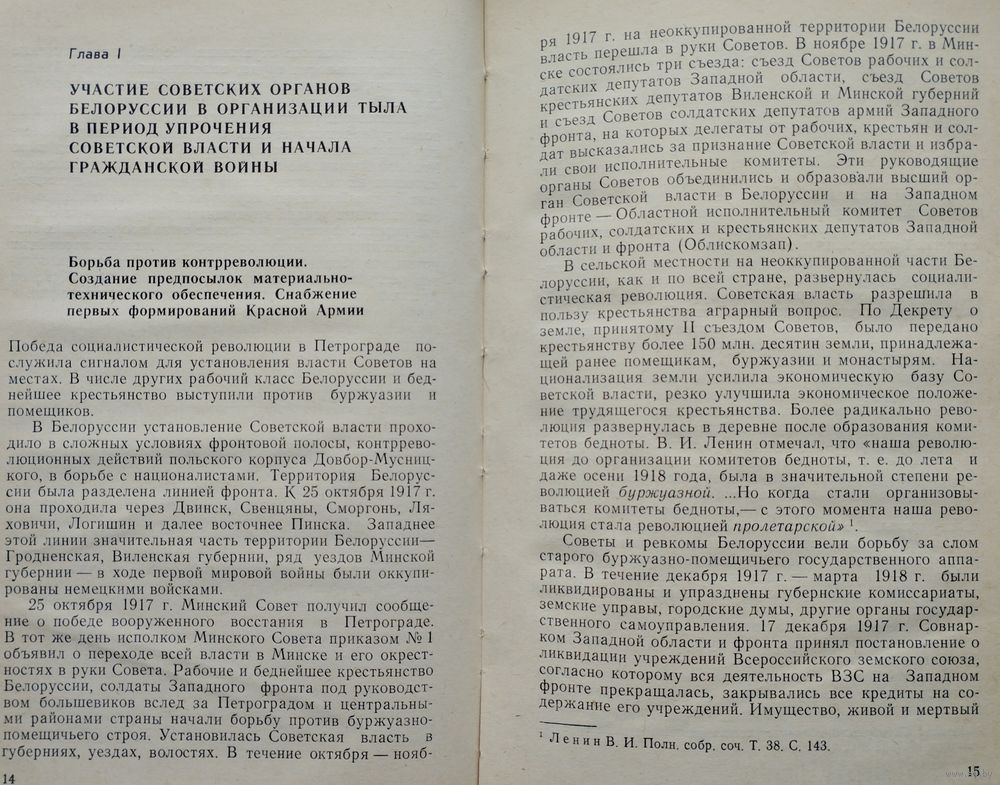 Глава I
УЧАСТИЕ СОВЕТСКИХ ОРГАНОВ
БЕЛОРУССИИ В ОРГАНИЗАЦИИ ТЫЛА
В ПЕРИОД УПРОЧЕНИЯ
СОВЕТСКОЙ ВЛАСТИ И НАЧАЛА
ГРАЖДАНСКОЙ ВОЙНЫ
Борьба против контрреволюции.
Создание предпосылок материально-
технического обеспечения. Снабжение
первых формирований Красной Армии
Победа социалистической революции в Петрограде по-
служила сигналом для установления власти Советов на
местах. В числе других рабочий класс Белоруссии и бед-
нейшее крестьянство выступили против буржуазии и
помещиков.
В Белоруссии установление Советской власти прохо-
дило в сложных условиях фронтовой полосы, контррево-
люционных действий польского корпуса Довбор-Мусниц-
кого, в борьбе с националистами. Территория Белорус-
сии была разделена линией фронта. К 25 октября 1917 г.
она проходила через Двинск, Свенцяны, Сморгонь, Ля-
ховичи, Логишин и далее восточнее Пинска. Западнее
этой линии значительная часть территории Белоруссии—
Гродненская, Виленская губернии, ряд уездов Минской
губернии — в ходе первой мировой войны были оккупи-
рованы немецкими войсками.
25 октября 1917 г. Минский Совет получил сообще-
ние о победе вооруженного восстания в Петрограде.
В тот же день исполком Минского Совета приказом № 1
объявил о переходе всей власти в Минске и его окрест-
ностях в руки Совета. Рабочие и беднейшее крестьянство
Белоруссии, солдаты Западного фронта под руководст-
вом большевиков вслед за Петроградом и центральны-
ми районами страны начали борьбу против буржуазно-
помещичьего строя. Установилась Советская власть в
губерниях, уездах, волостях. В течение октября — нояб-
14
ря 1917 г. на неоккупированной территории Белоруссии
власть перешла в руки Советов. В ноябре 1917 г. в Мин-
ске состоялись три съезда: съезд Советов рабочих и сол-
датских депутатов Западной области, съезд Советов
крестьянских депутатов Виленской и Минской губерний
и съезд Советов солдатских депутатов армий Западного
фронта, на которых делегаты от рабочих, крестьян и сол-
дат высказались за признание Советской власти и избра-
ли свои исполнительные комитеты. Эти руководящие
органы Советов объединились и образовали высший ор-
ган Советской власти в Белоруссии и на Западном
фронте — Областной исполнительный комитет Советов
рабочих, солдатских и крестьянских депутатов Западной
области и фронта (Облискомзап).
В сельской местности на неоккупированной части Бе-
лоруссии, как и по всей стране, развернулась социали-
стическая революция. Советская власть разрешила в
пользу крестьянства аграрный вопрос. По Декрету о
земле, принятому II съездом Советов, было передано
крестьянству более 150 млн. десятин земли, принадлежа-
щей ранее помещикам, буржуазии и монастырям. На-
ционализация земли усилила экономическую базу Со-
ветской власти, резко улучшила экономическое положе-
ние трудящегося крестьянства. Более радикально рево-
люция развернулась в деревне после образования коми-
тетов бедноты. В. И. Ленин отмечал, что «наша револю-
ция до организации комитетов бедноты, т. е. до лета и
даже осени 1918 года, была в значительной степени ре-
волюцией буржуазной. ...Но когда стали организовы-
ваться комитеты бедноты,— с этого момента наша рево-
люция стала революцией пролетарской» ¹.
Советы и ревкомы Белоруссии вели борьбу за слом
старого буржуазно-помещичьего государственного аппа-
рата. В течение декабря 1917 г. — марта 1918 г. были
ликвидированы и упразднены губернские комиссариаты,
земские управы, городские думы, другие органы государ-
ственного самоуправления. 17 декабря 1917 г. Совнар-
ком Западной области и фронта принял постановление о
ликвидации учреждений Всероссийского земского союза,
согласно которому вся деятельность ВЗС на Западном
фронте прекращалась, закрывались все кредиты на со-
держание его учреждений. Имущество, живой и мертвый
¹ Ленин В. И. Полн. собр. соч. Т. 38. С. 143.
15